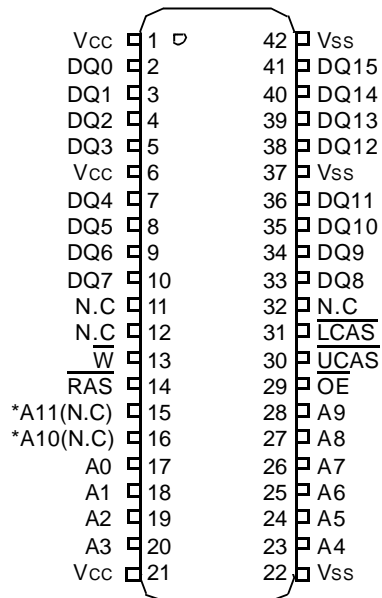 Vcc 1 42 Vss
DQ0 2 41 DQ15
DQ1 3 40 DQ14
DQ2 4 39 DQ13
DQ3 5 38 DQ12
Vcc 6 37 Vss
DQ4 7 36 DQ11
DQ5 8 35 DQ10
DQ6 9 34 DQ9
DQ7 10 33 DQ8
N.C 11 32 N.C
N.C 12 31 L̅C̅A̅S̅
W̅ 13 30 U̅C̅A̅S̅
R̅A̅S̅ 14 29 O̅E̅
*A11(N.C) 15 28 A9
*A10(N.C) 16 27 A8
A0 17 26 A7
A1 18 25 A6
A2 19 24 A5
A3 20 23 A4
Vcc 21 22 Vss